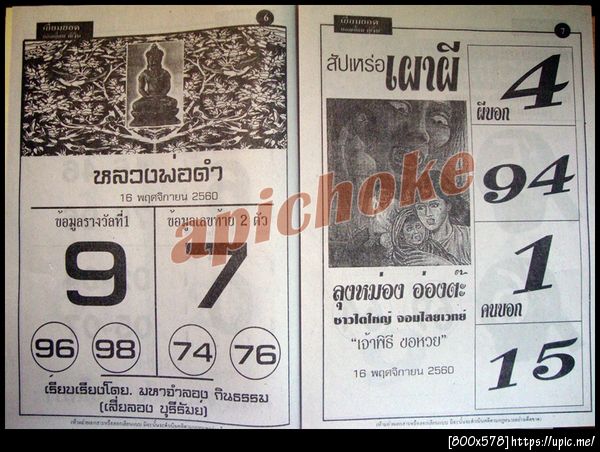 6
หลวงพ่อดำ
16 พฤศจิกายน 2560
ข้อมูลรางวัลที่1
ข้อมูลเลขท้าย 2 ตัว
9
7
96 98 74 76
เรียบเรียงโดย. มหาจำลอง กินธรรม
(เสี่ยลอง บุรีรัมย์)
7
สัปเหร่อ เผาผี
4
ผีบอก
94
1
คนบอก
15
ลุงหม่อง อ่องต๊ะ
ชาวไตใหญ่ จอมไสยเวทย์
"เจ้าพิธี ขอหวย"
16 พฤศจิกายน 2560
apichoke
[800x578] https://upic.me/